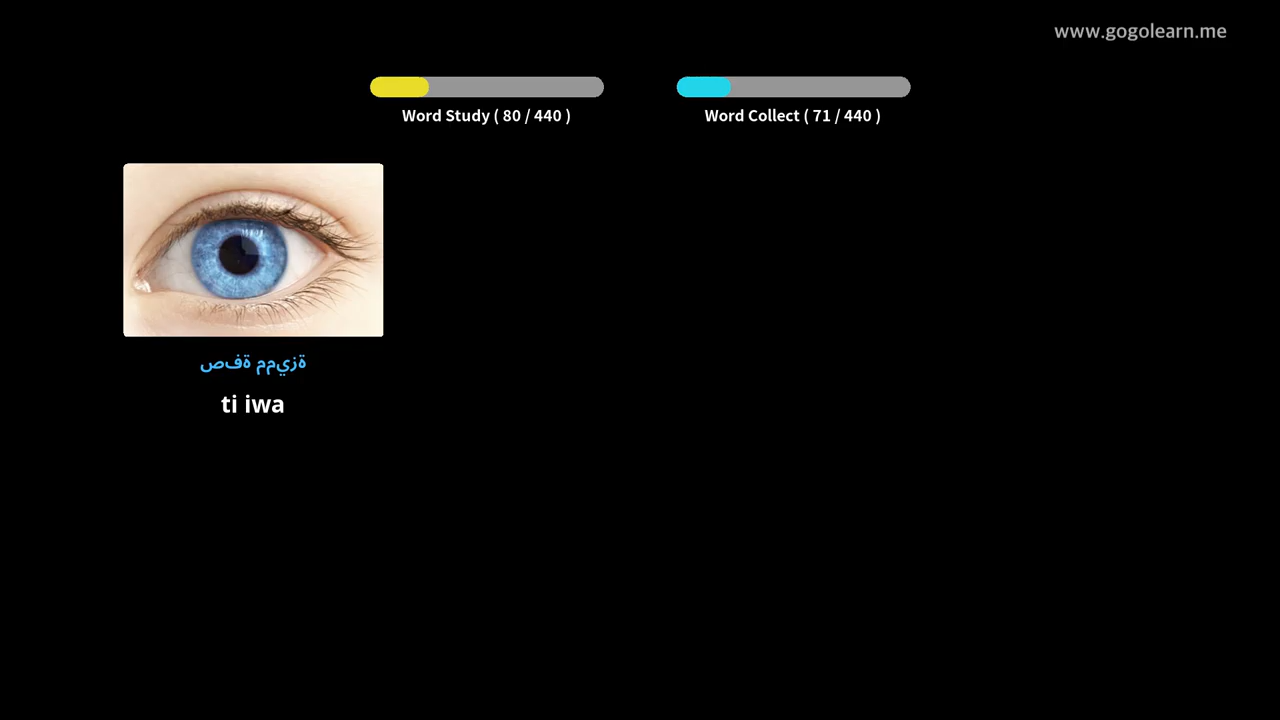 www.gogolearn.me
Word Study ( 80 / 440 )
Word Collect ( 71 / 440 )
صفة مميزة
ti iwa